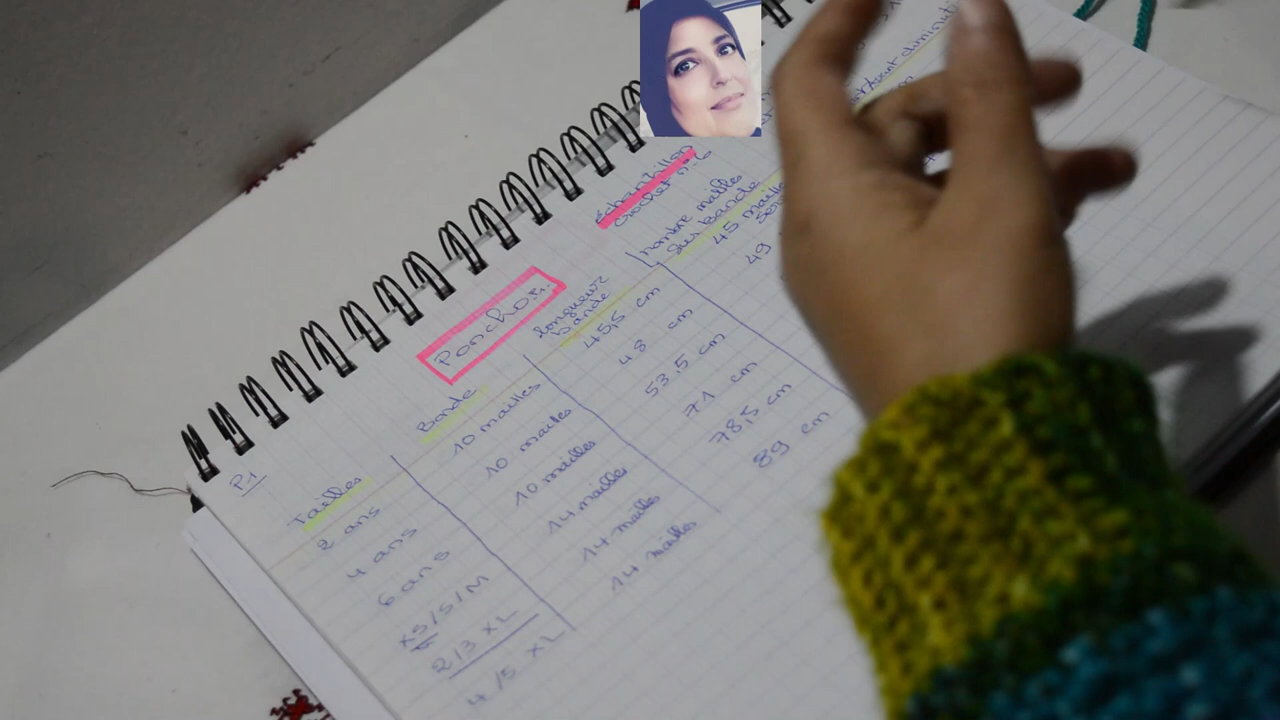 P1
Poncho
échantillon
crochet n°6
Tailles
Bande
longueur
bande
nombre mailles
sur bande
2 ans 10 mailles 45,5 cm 45 mailles
4 ans 10 mailles 48 cm 49
6 ans 10 mailles 53,5 cm
XS/S/M 14 mailles 71 cm
2/3 XL 14 mailles 78,5 cm
4/5 XL 14 mailles 89 cm